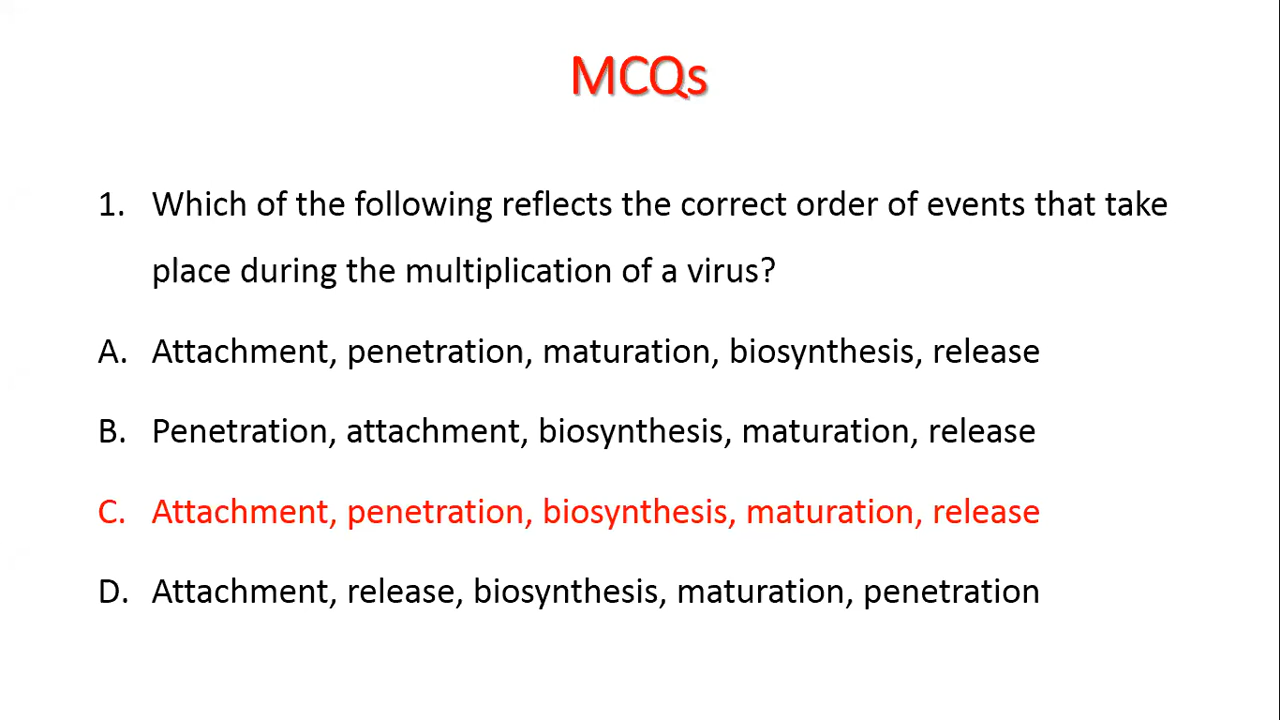 MCQs
1. Which of the following reflects the correct order of events that take
place during the multiplication of a virus?
A. Attachment, penetration, maturation, biosynthesis, release
B. Penetration, attachment, biosynthesis, maturation, release
C. Attachment, penetration, biosynthesis, maturation, release
D. Attachment, release, biosynthesis, maturation, penetration